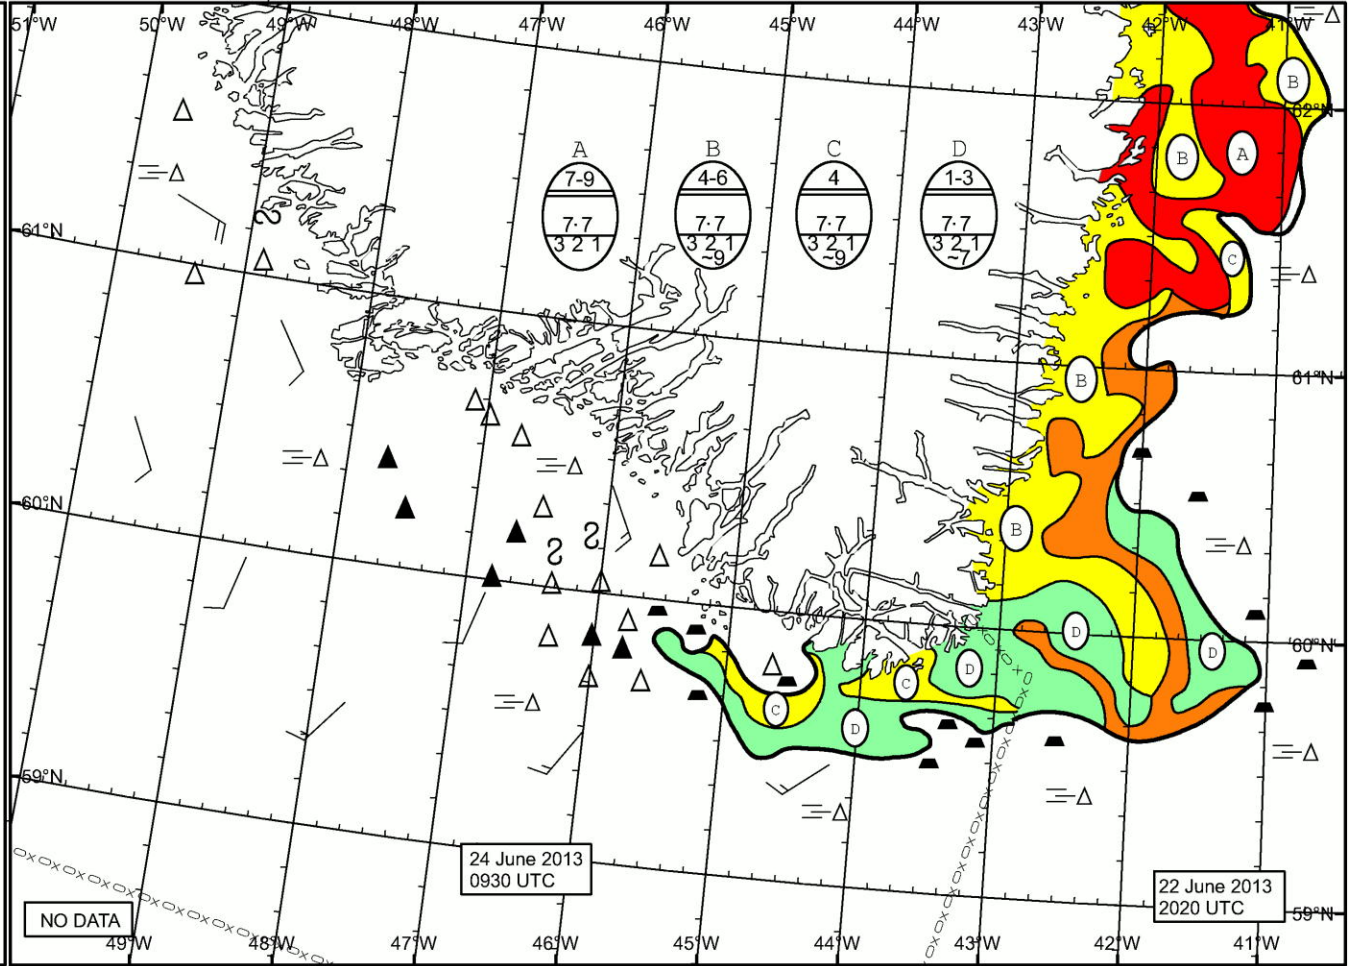 51°W 50°W 49°W 48°W 47°W 46°W 45°W 44°W 43°W 42°W 41°W
B
62°N
A B C D
7-9 4-6 4 1-3
7·7 7·7 7·7 7·7
3 2 1 3 2 1 3 2 1 3 2 1
~9 ~9 ~7
B A
61°N
C
B
61°N
60°N
B
D
D
60°N
D
C
C
D
59°N
24 June 2013
0930 UTC
22 June 2013
2020 UTC
NO DATA
59°N
49°W 48°W 47°W 46°W 45°W 44°W 43°W 42°W 41°W